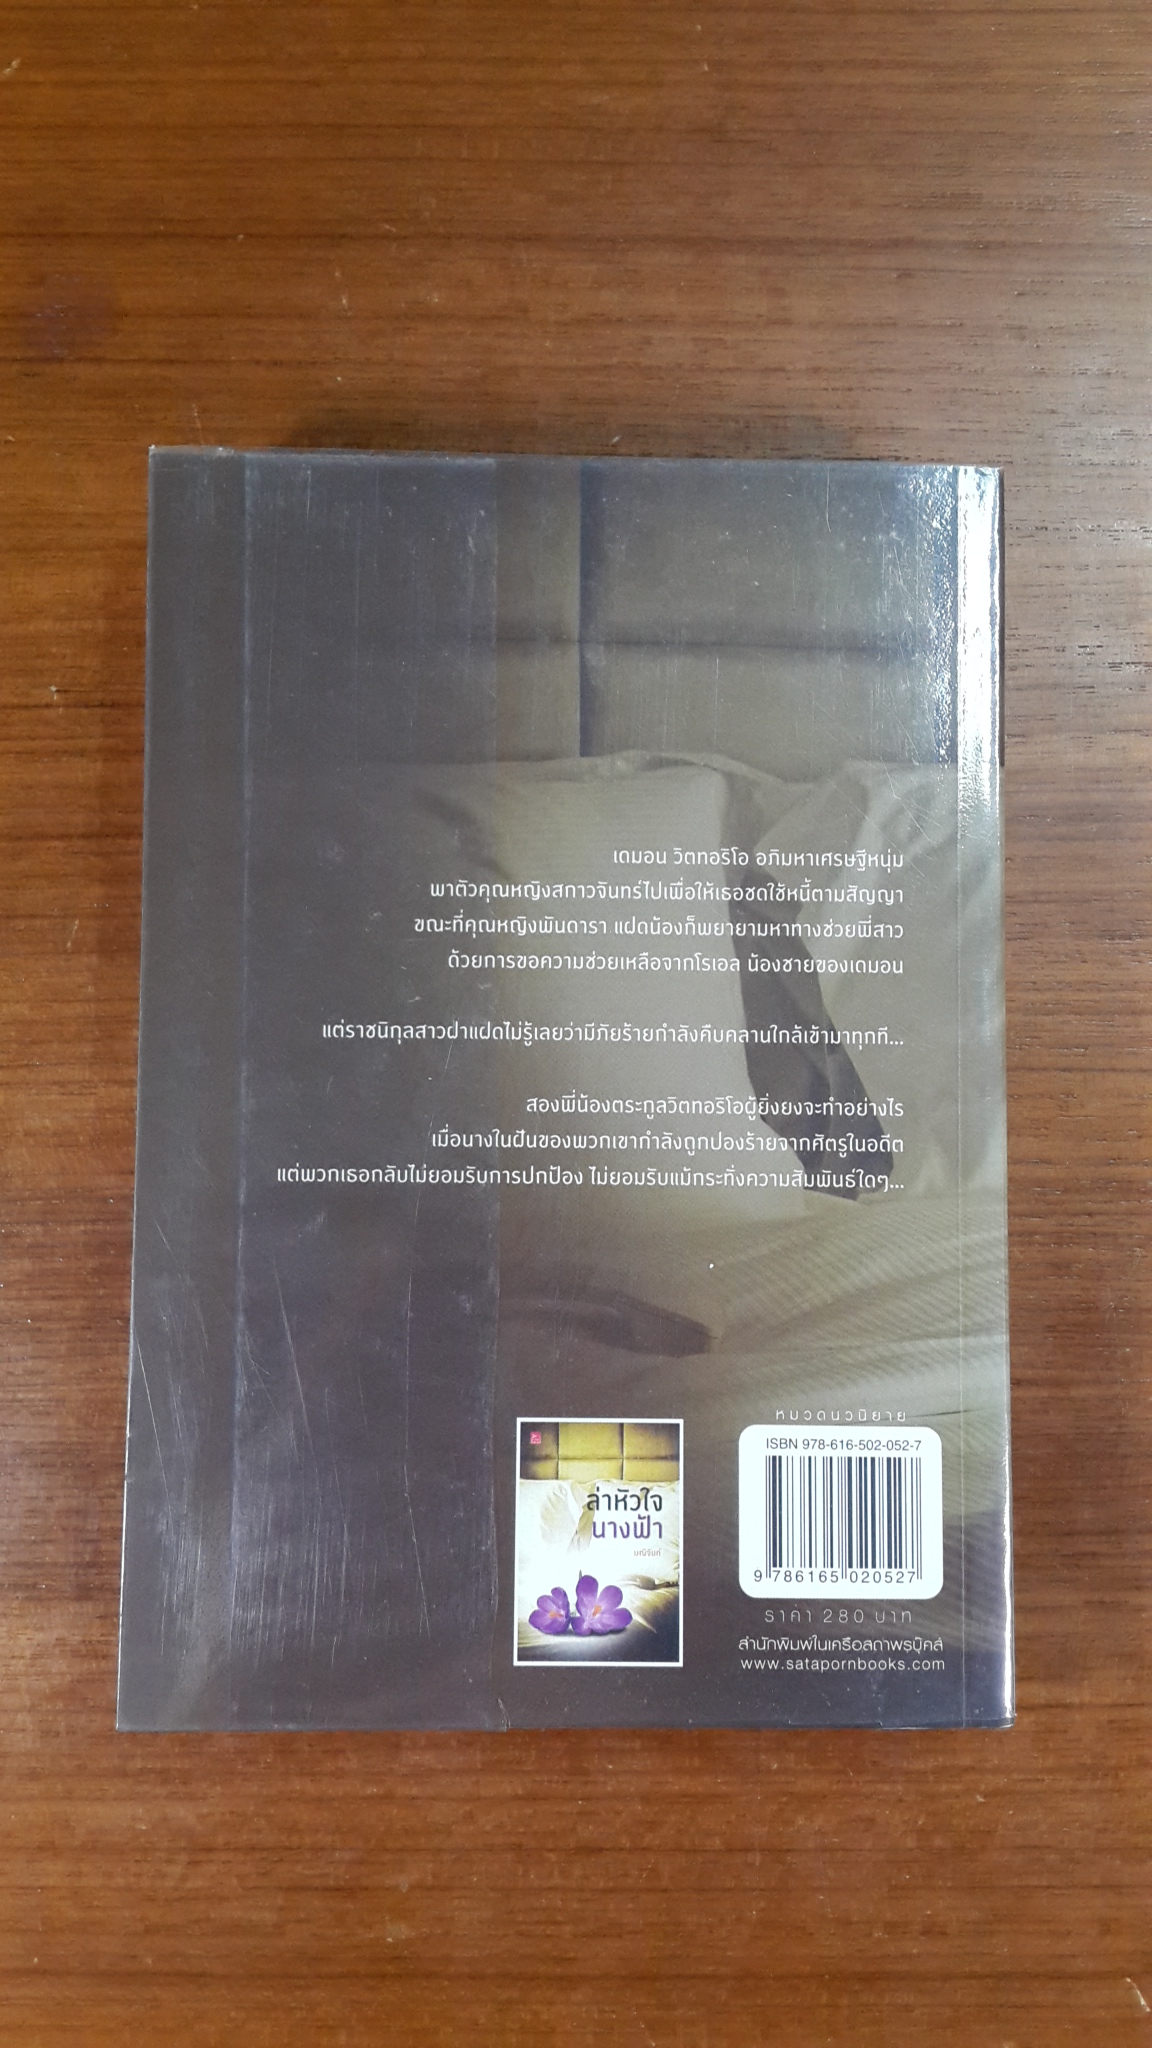 เดมอน วิตทอริโอ อภิมหาเศรษฐีหนุ่ม
พาตัวคุณหญิงสกาวจันทร์ไปเพื่อให้เธอชดใช้หนี้ตามสัญญา
ขณะที่คุณหญิงพันดารา แฝดน้องก็พยายามหาทางช่วยพี่สาว
ด้วยการขอความช่วยเหลือจากโรเอล น้องชายของเดมอน
แต่ราชนิกุลสาวฝาแฝดไม่รู้เลยว่ามีภัยร้ายกำลังคืบคลานใกล้เข้ามาทุกที...
สองพี่น้องตระกูลวิตทอริโอผู้ยิ่งยงจะทำอย่างไร
เมื่อนางในฝันของพวกเขากำลังถูกปองร้ายจากศัตรูในอดีต
แต่พวกเธอกลับไม่ยอมรับการปกป้อง ไม่ยอมรับแม้กระทั่งความสัมพันธ์ใดๆ...
ล่าหัวใจ
นางฟ้า
มณีจันท์
หมวดนวนิยาย
ISBN 978-616-502-052-7
9 786165 020527
ราคา 280 บาท
สำนักพิมพ์ในเครือสถาพรบุ๊คส์
www.satapornbooks.com